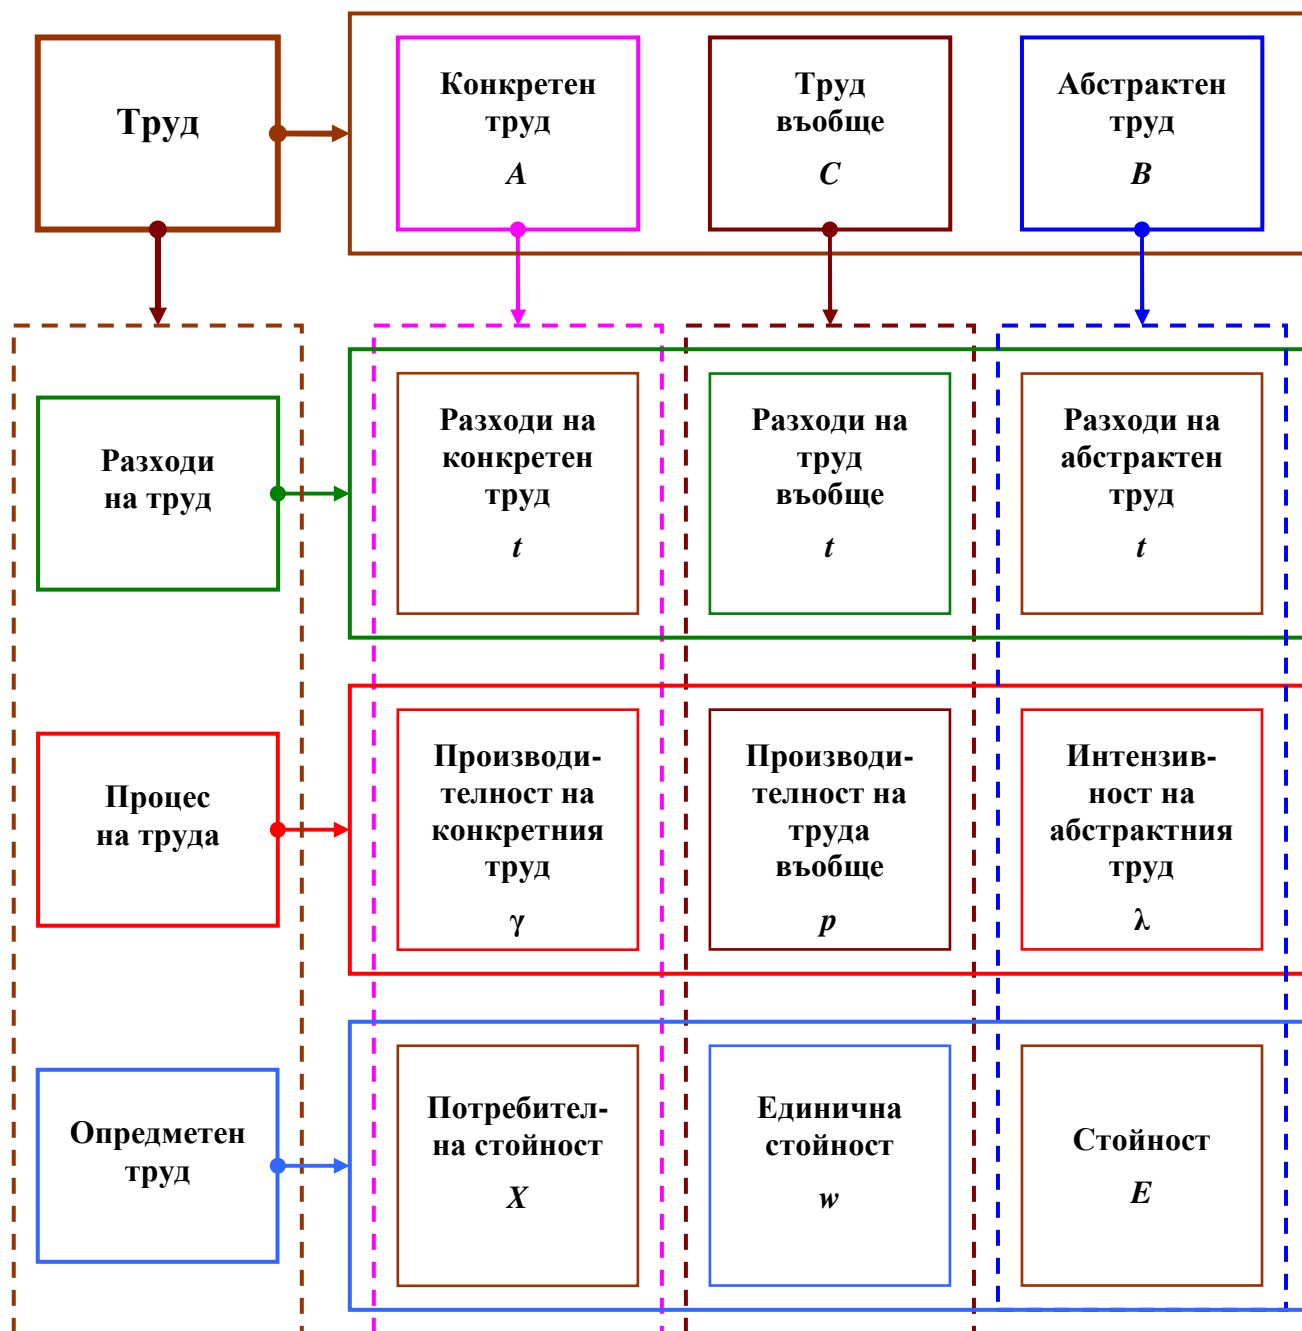 Труд
Конкретен
труд
A
Труд
въобще
C
Абстрактен
труд
B
Разходи
на труд
Разходи на
конкретен
труд
t
Разходи на
труд
въобще
t
Разходи на
абстрактен
труд
t
Процес
на труда
Производи-
телност на
конкретния
труд
γ
Производи-
телност на
труда
въобще
p
Интензив-
ност на
абстрактния
труд
λ
Опредметен
труд
Потребител-
на стойност
X
Единична
стойност
w
Стойност
E